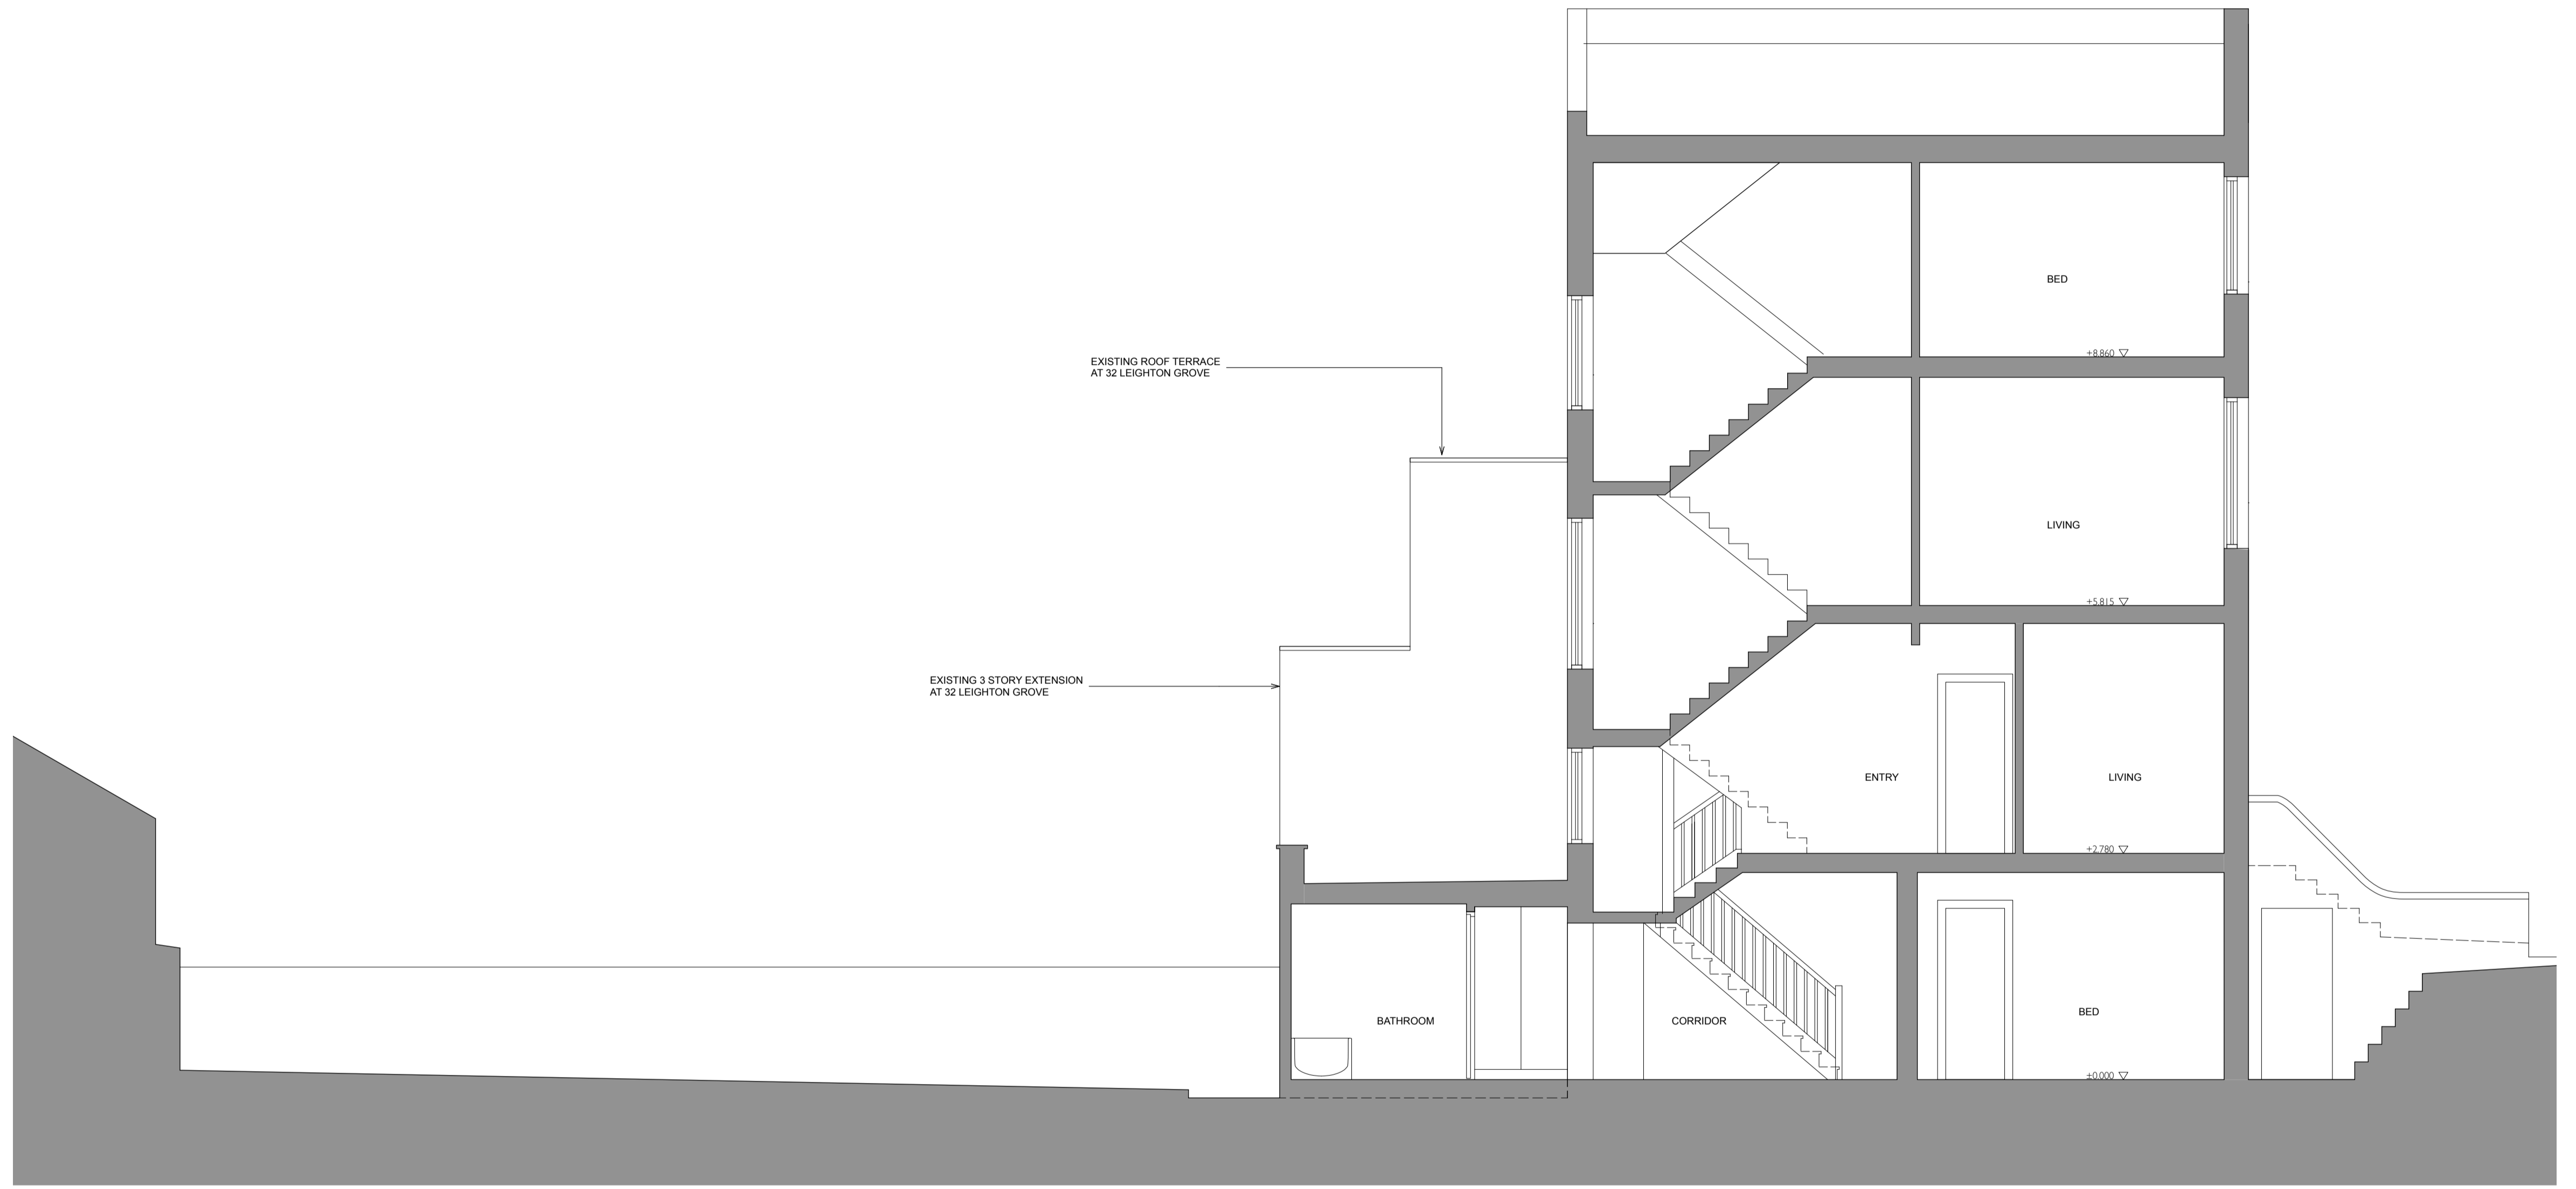 BED
+8.860
EXISTING ROOF TERRACE
AT 32 LEIGHTON GROVE
LIVING
+5.815
EXISTING 3 STORY EXTENSION
AT 32 LEIGHTON GROVE
ENTRY
LIVING
+2.780
BATHROOM
CORRIDOR
BED
±0.000